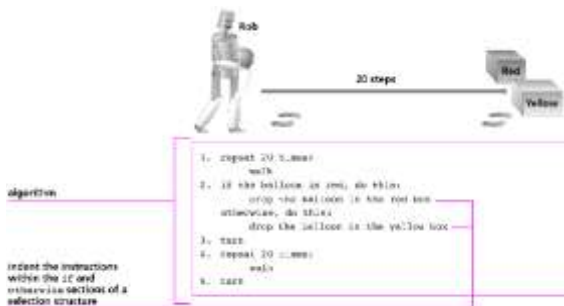 Rob
20 steps
Red
Yellow
1. repeat 20 times:
walk
2. if the balloon is red, do this:
drop the balloon in the red box
otherwise, do this:
drop the balloon in the yellow box
3. turn
4. repeat 20 times:
walk
5. turn
algorithm
indent the instructions
within the if and
otherwise sections of a
selection structure